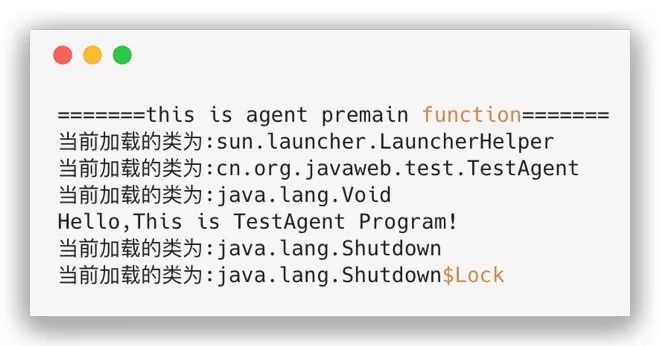 =======this is agent premain function=======
当前加载的类为:sun.launcher.LauncherHelper
当前加载的类为:cn.org.javaweb.test.TestAgent
当前加载的类为:java.lang.Void
Hello,This is TestAgent Program!
当前加载的类为:java.lang.Shutdown
当前加载的类为:java.lang.Shutdown$Lock